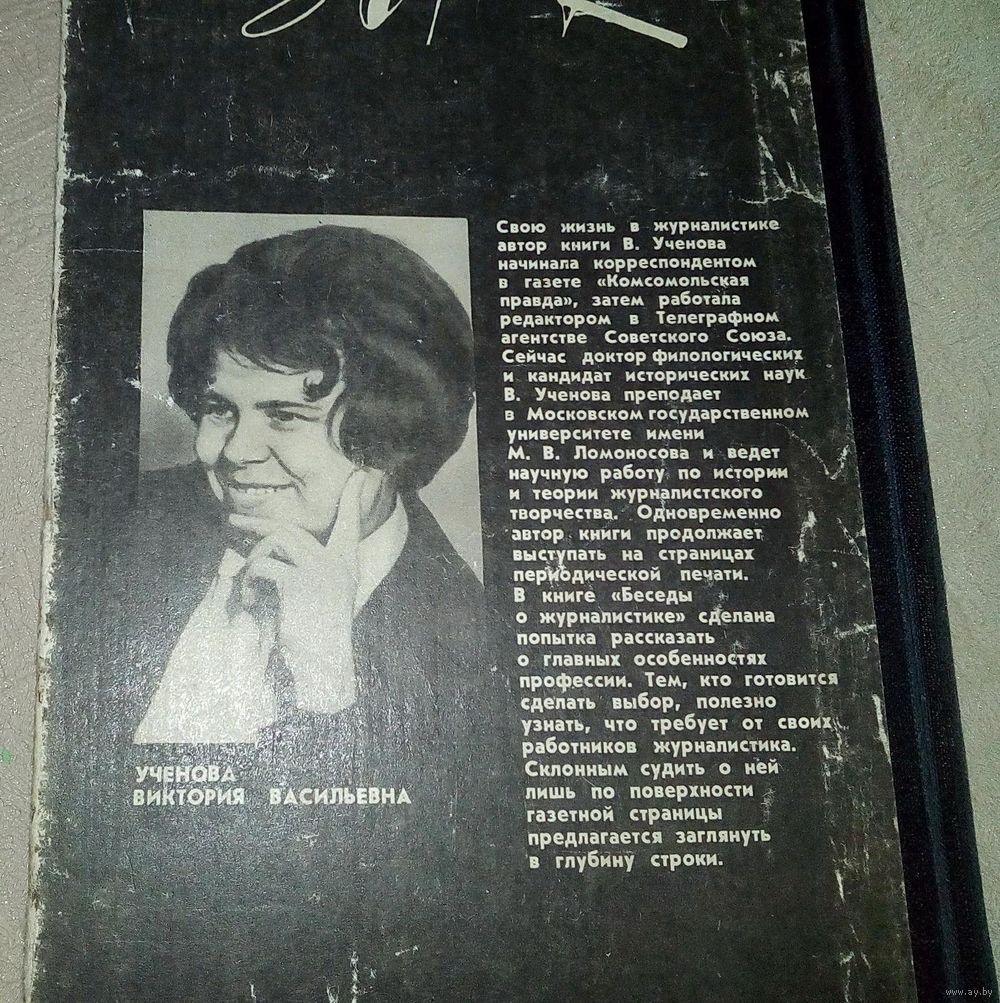 Свою жизнь в журналистике
автор книги В. Ученова
начинала корреспондентом
в газете «Комсомольская
правда», затем работала
редактором в Телеграфном
агентстве Советского Союза.
Сейчас доктор филологических
и кандидат исторических наук
В. Ученова преподает
в Московском государственном
университете имени
М. В. Ломоносова и ведет
научную работу по истории
и теории журналистского
творчества. Одновременно
автор книги продолжает
выступать на страницах
периодической печати.
В книге «Беседы
о журналистике» сделана
попытка рассказать
о главных особенностях
профессии. Тем, кто готовится
сделать выбор, полезно
узнать, что требует от своих
работников журналистика.
Склонным судить о ней
лишь по поверхности
газетной страницы
предлагается заглянуть
в глубину строки.
УЧЕНОВА
ВИКТОРИЯ ВАСИЛЬЕВНА
www.ay.by